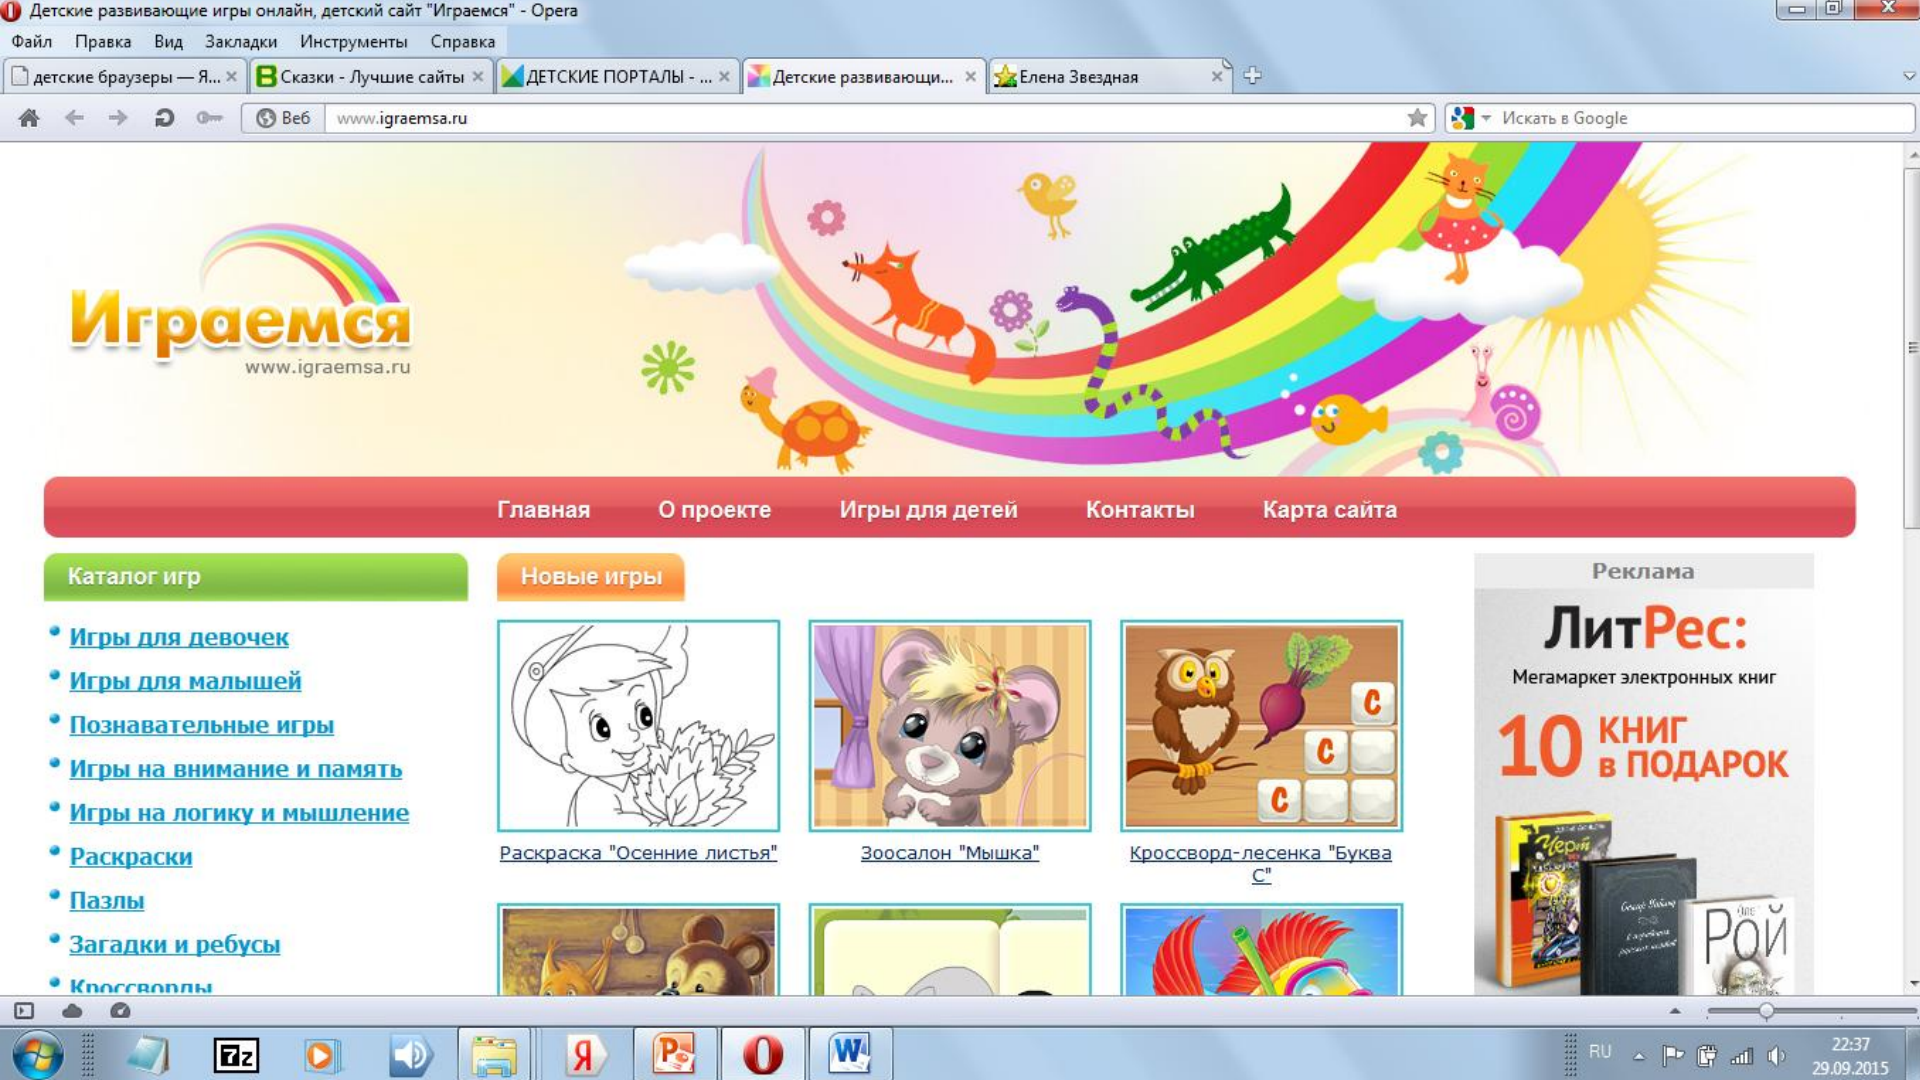 Детские развивающие игры онлайн, детский сайт "Играемся" - Opera
Файл Правка Вид Закладки Инструменты Справка
детские браузеры — Я... Сказки - Лучшие сайты ДЕТСКИЕ ПОРТАЛЫ - ... Детские развивающи... Елена Звездная
Веб www.igraemsa.ru Искать в Google
Играемся
www.igraemsa.ru
Главная О проекте Игры для детей Контакты Карта сайта
Каталог игр
Игры для девочек
Игры для малышей
Познавательные игры
Игры на внимание и память
Игры на логику и мышление
Раскраски
Пазлы
Загадки и ребусы
Кроссворды
Новые игры
С
С
С
Раскраска "Осенние листья"
Зоосалон "Мышка"
Кроссворд-лесенка "Буква
С"
Реклама
ЛитРес:
Мегамаркет электронных книг
10 КНИГ
в ПОДАРОК
Черт
РОЙ
7z
Я
P
W
RU
22:37
29.09.2015